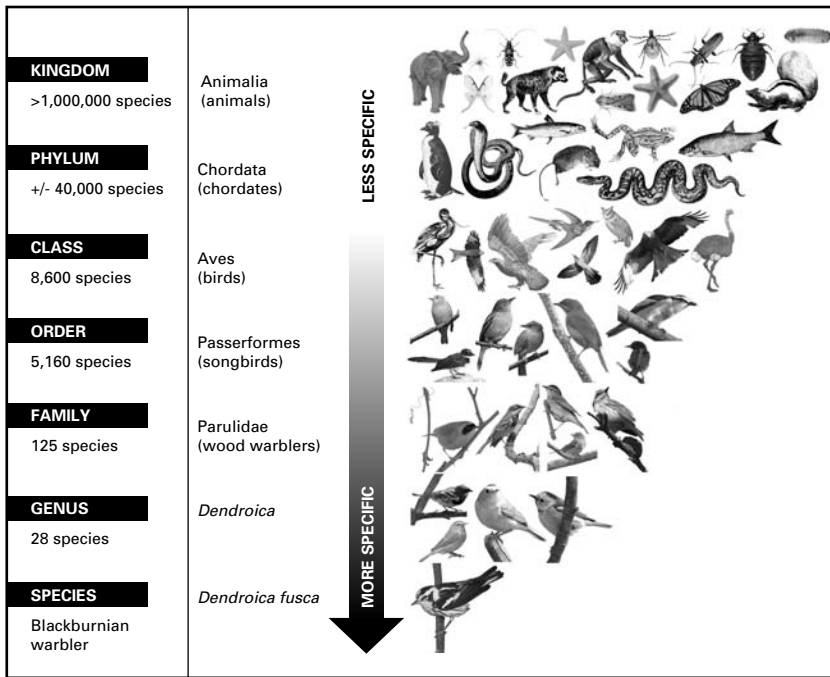 KINGDOM
>1,000,000 species
Animalia
(animals)
PHYLUM
+/- 40,000 species
Chordata
(chordates)
CLASS
8,600 species
Aves
(birds)
ORDER
5,160 species
Passerformes
(songbirds)
FAMILY
125 species
Parulidae
(wood warblers)
GENUS
28 species
Dendroica
SPECIES
Blackburnian
warbler
Dendroica fusca
LESS SPECIFIC
MORE SPECIFIC